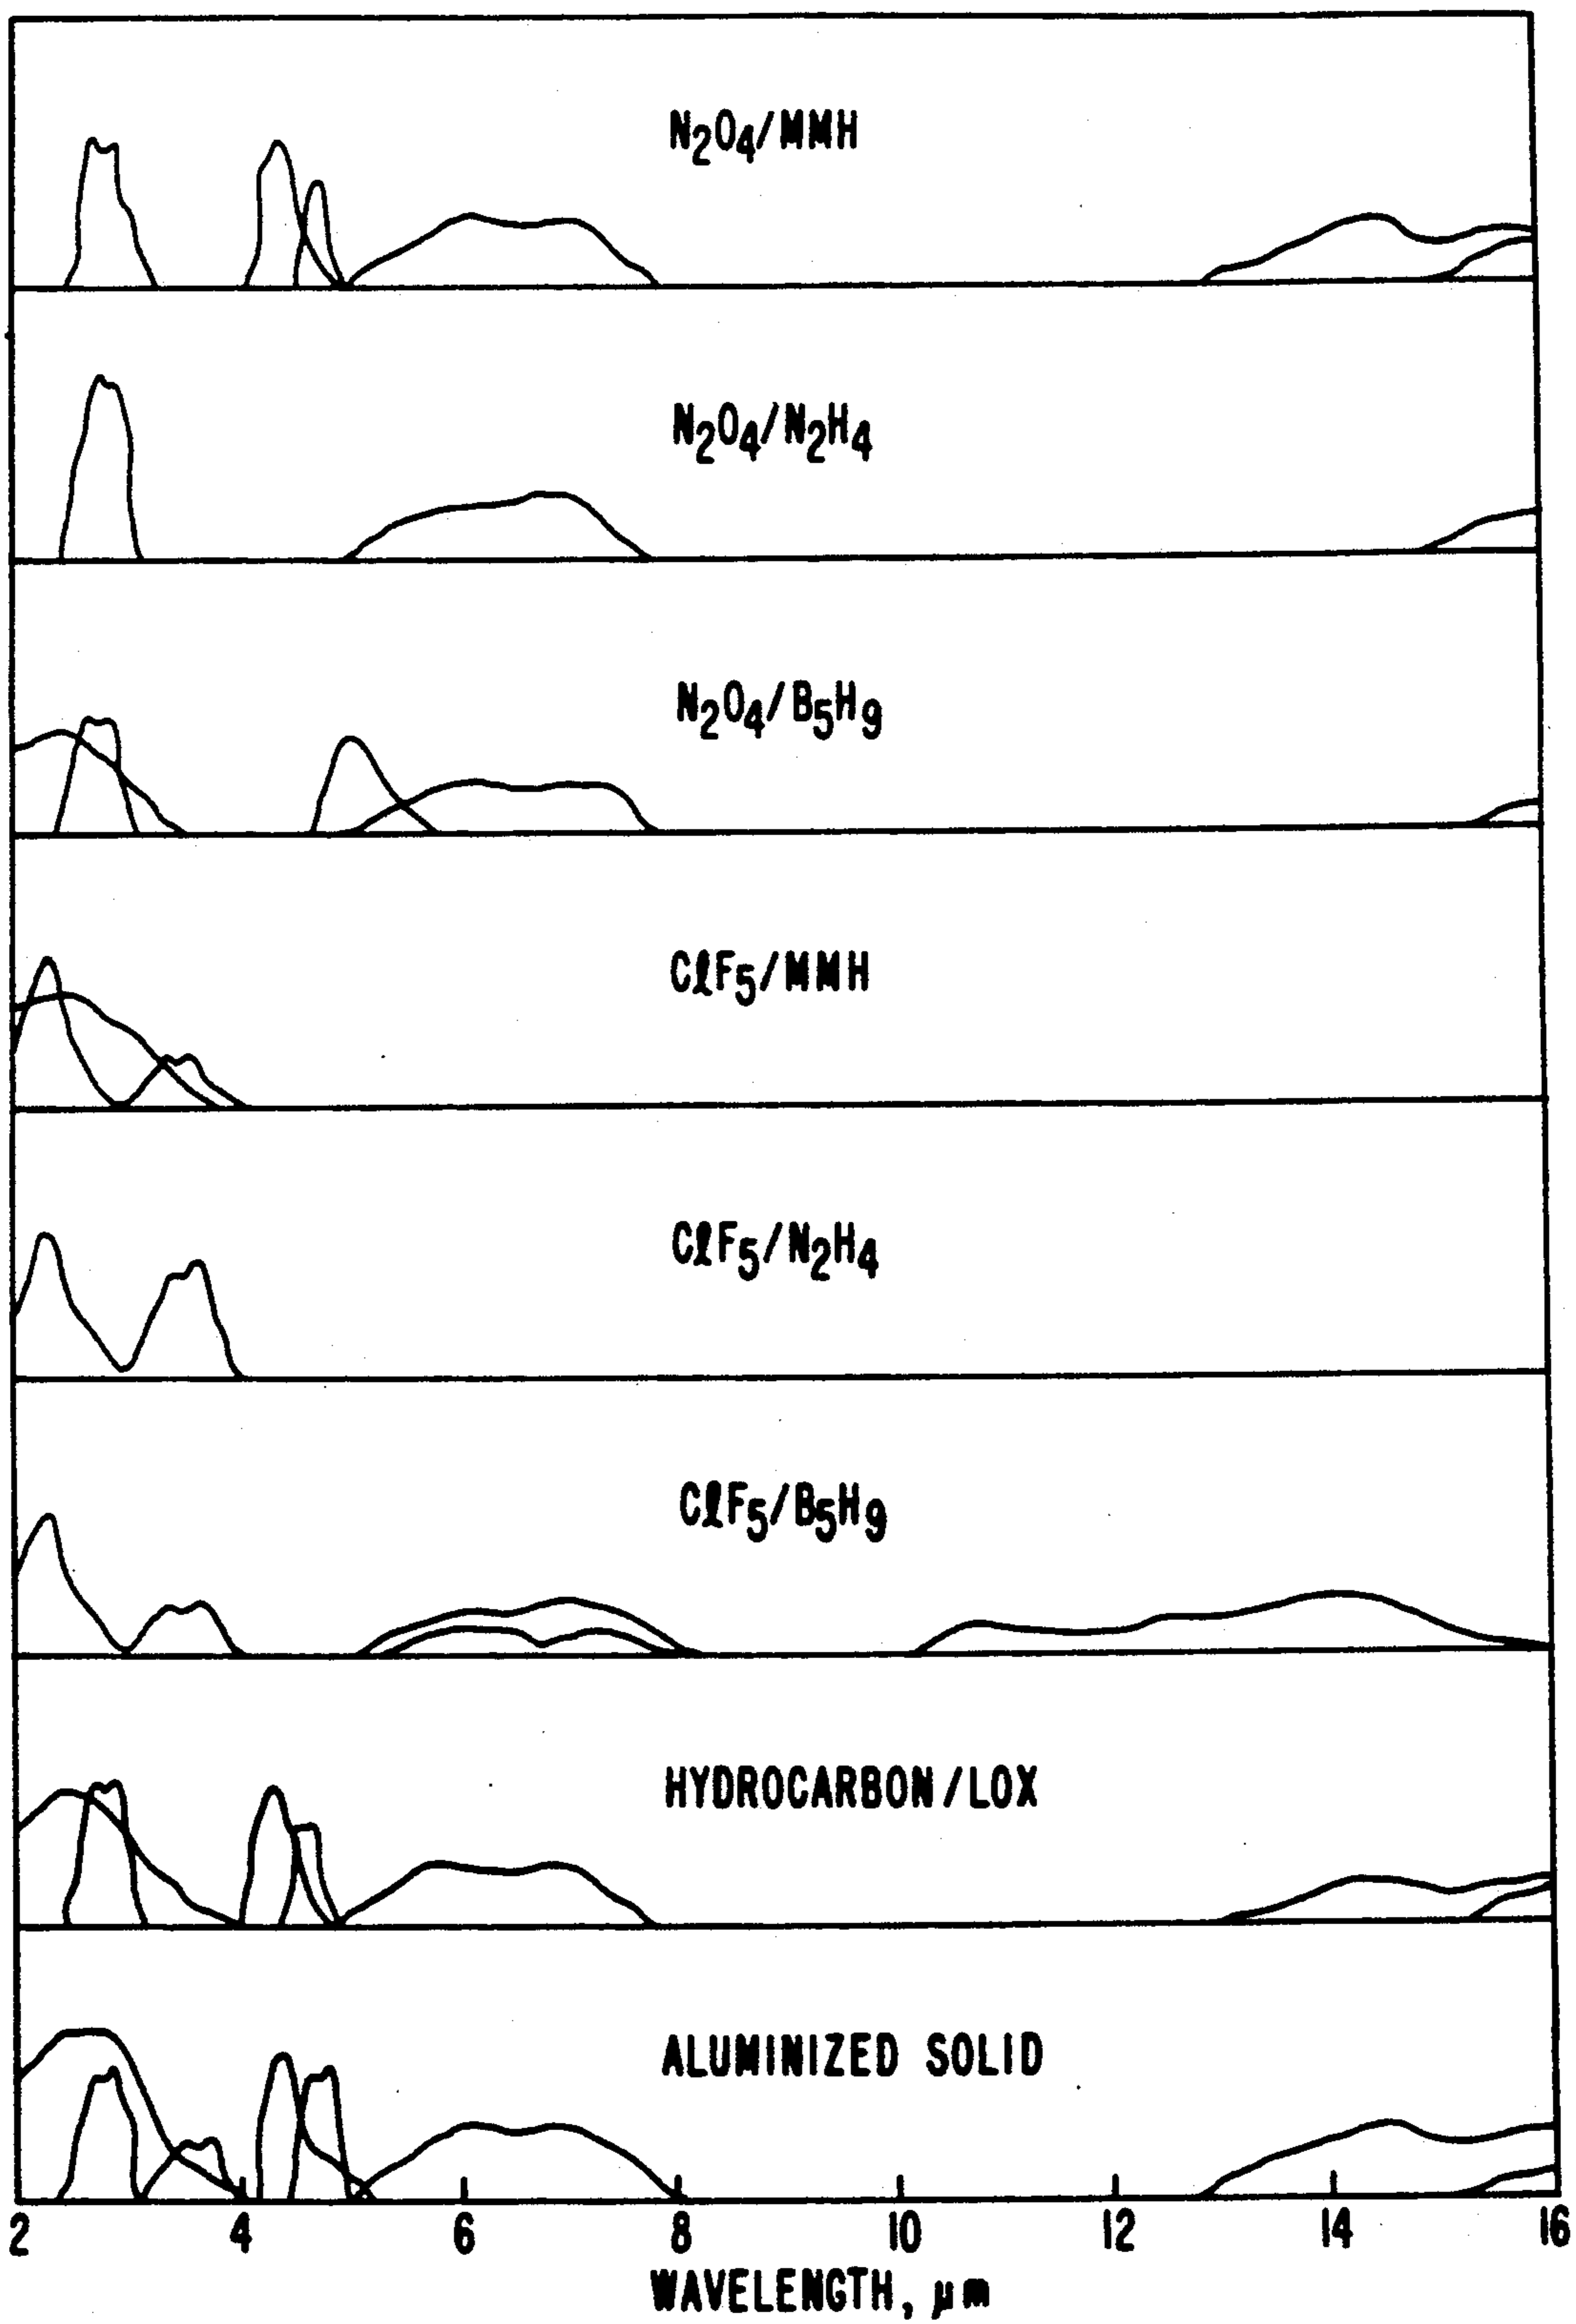 N₂O₄/MMH
N₂O₄/N₂H₄
N₂O₄/B₅H₉
CℓF₅/MMH
CℓF₅/N₂H₄
CℓF₅/B₅H₉
HYDROCARBON/LOX
ALUMINIZED SOLID
2 4 6 8 10 12 14 16
WAVELENGTH, μm